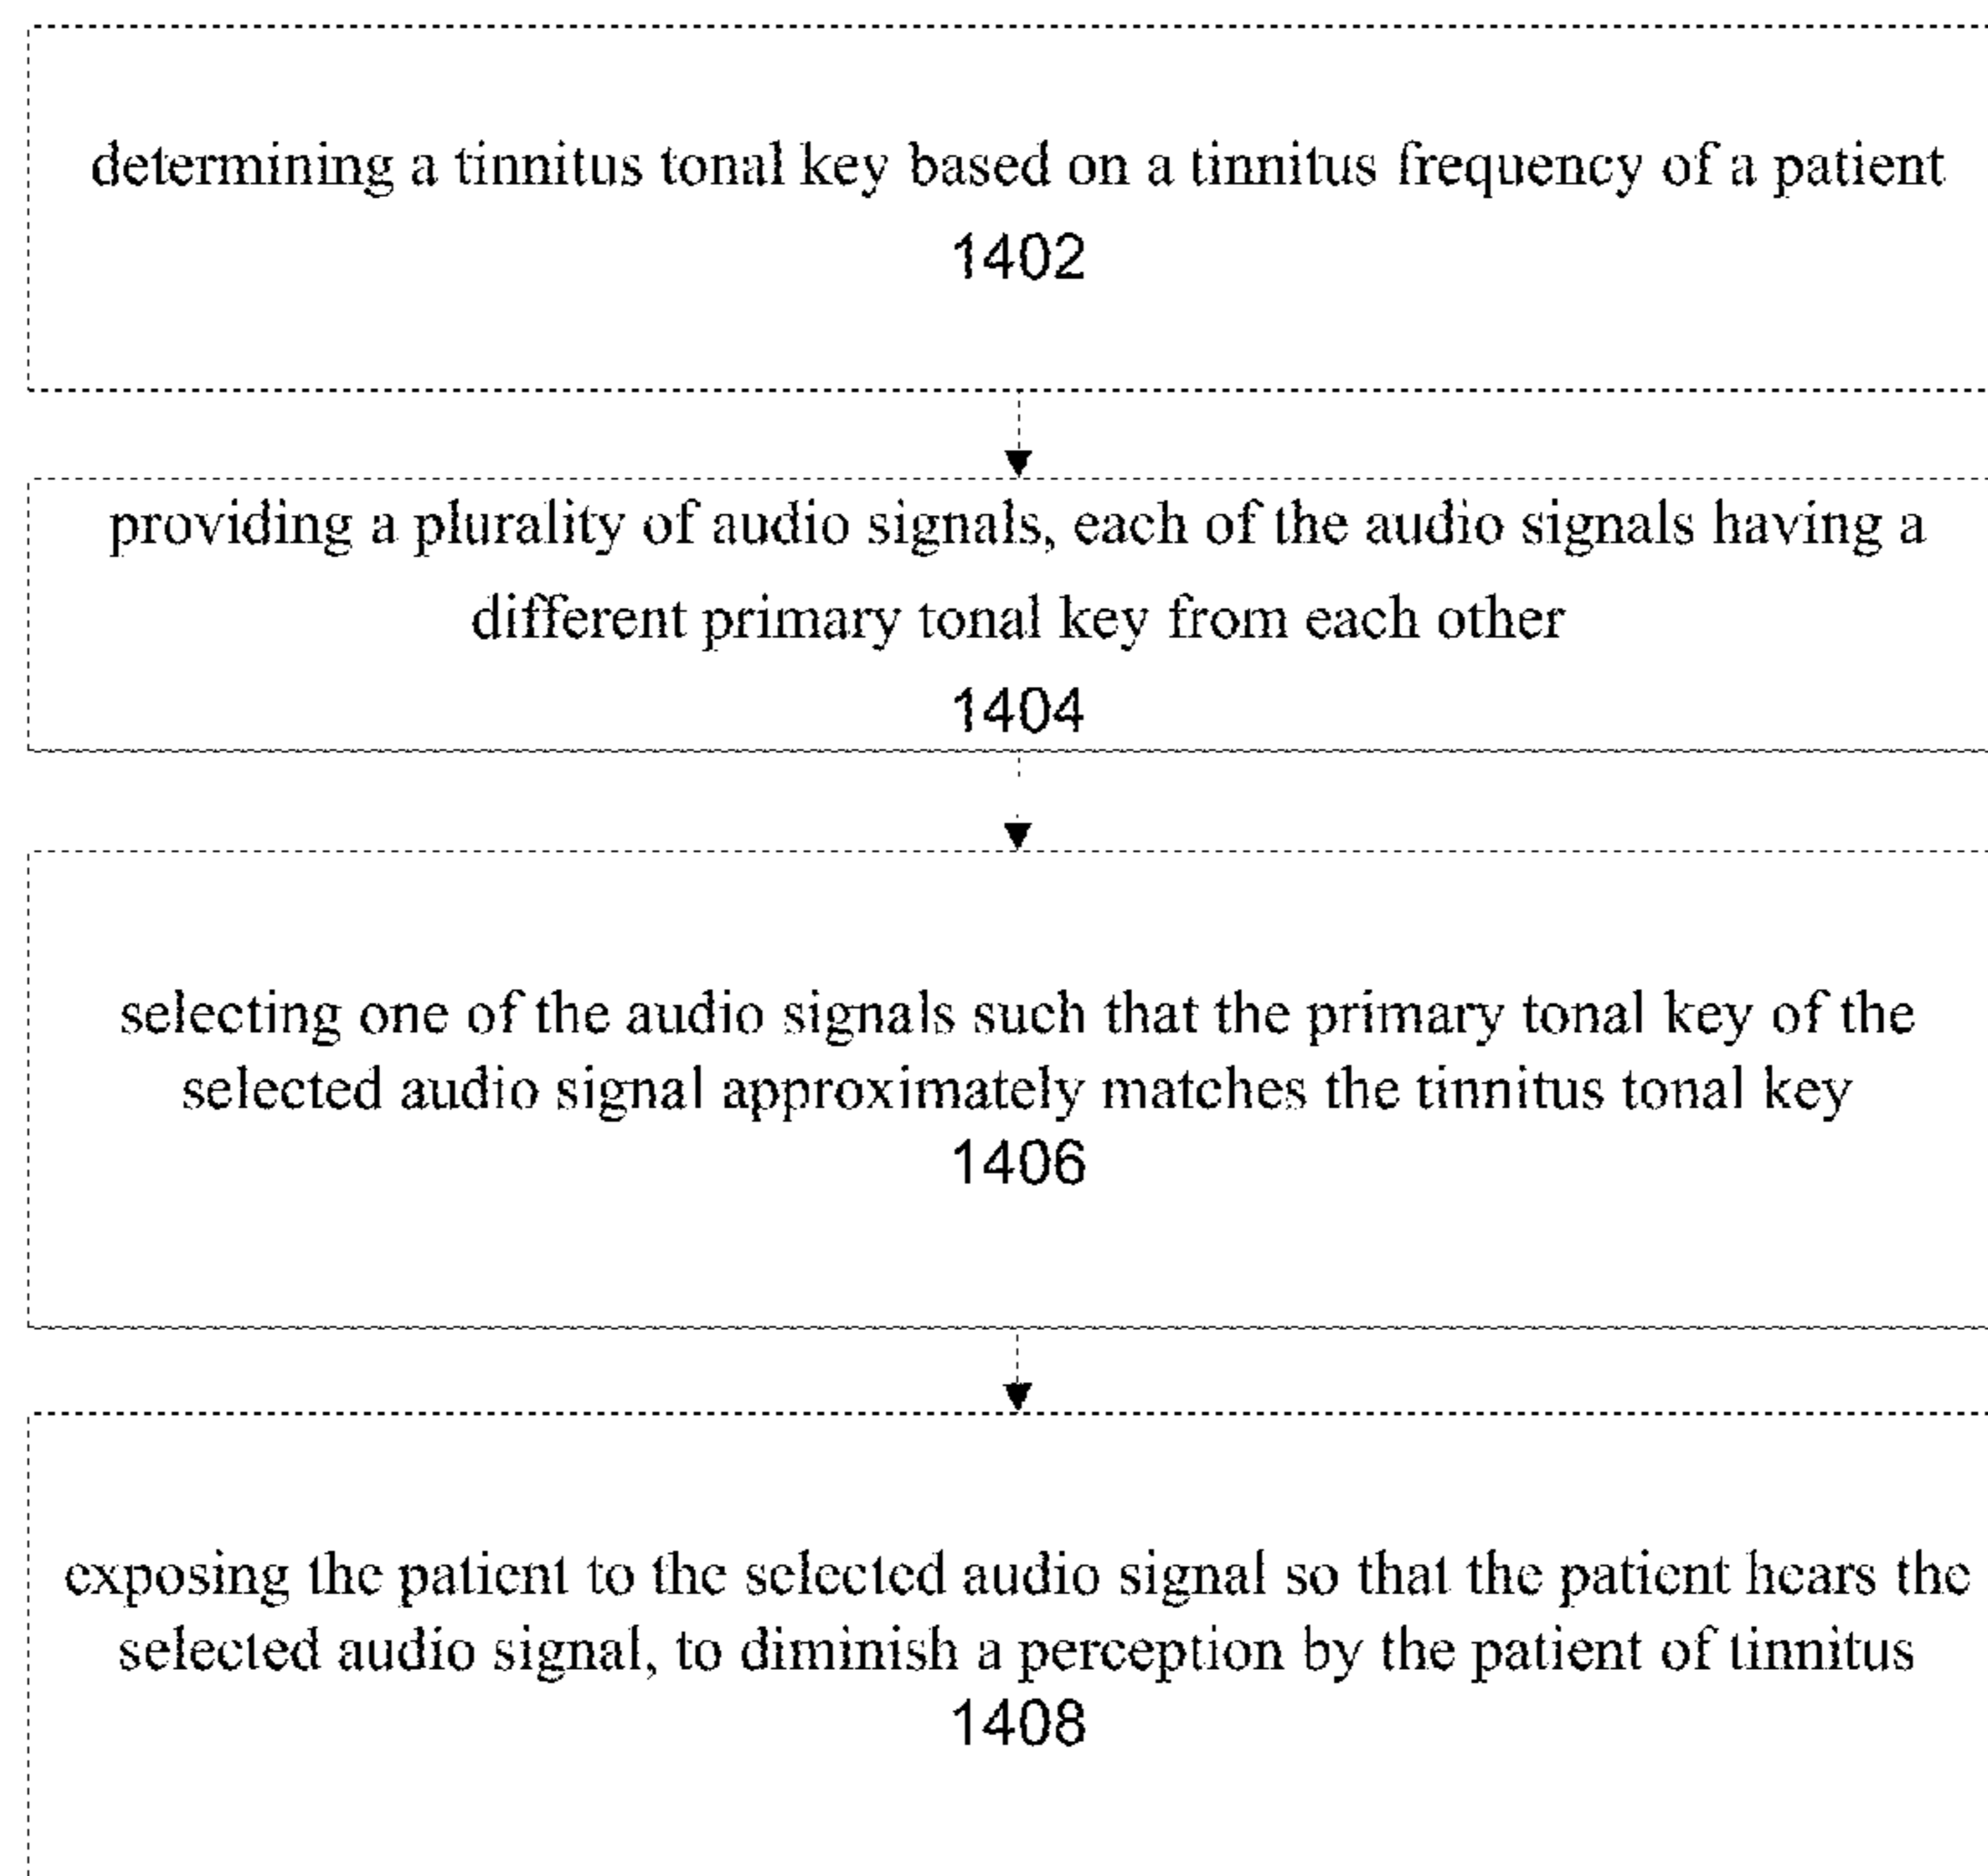 determining a tinnitus tonal key based on a tinnitus frequency of a patient
1402
providing a plurality of audio signals, each of the audio signals having a
different primary tonal key from each other
1404
selecting one of the audio signals such that the primary tonal key of the
selected audio signal approximately matches the tinnitus tonal key
1406
exposing the patient to the selected audio signal so that the patient hears the
selected audio signal, to diminish a perception by the patient of tinnitus
1408